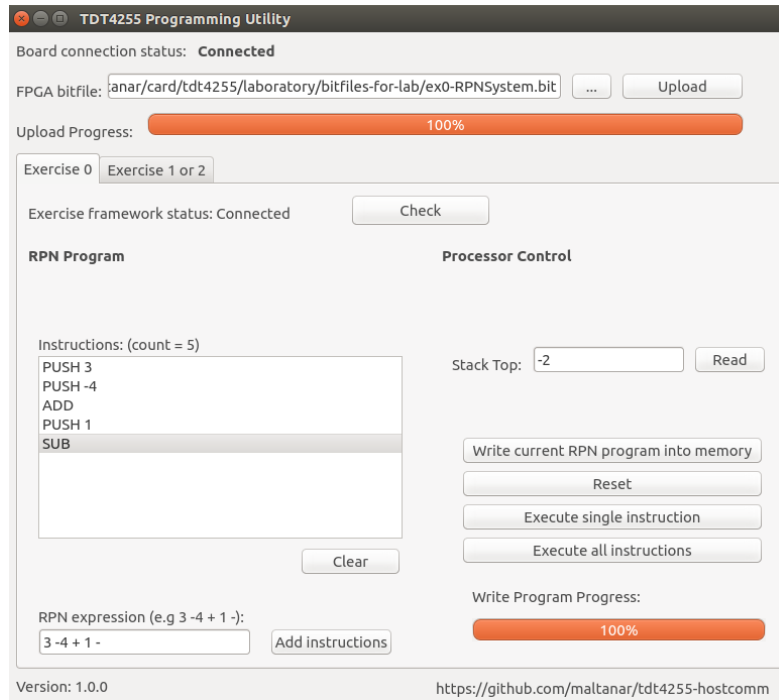 TDT4255 Programming Utility
Board connection status: Connected
FPGA bitfile: :anar/card/tdt4255/laboratory/bitfiles-for-lab/ex0-RPNSystem.bit ... Upload
Upload Progress: 100%
Exercise 0 Exercise 1 or 2
Exercise framework status: Connected Check
RPN Program Processor Control
Instructions: (count = 5)
PUSH 3
PUSH -4
ADD
PUSH 1
SUB
Clear
RPN expression (e.g 3 -4 + 1 -):
3 -4 + 1 - Add instructions
Stack Top: -2 Read
Write current RPN program into memory
Reset
Execute single instruction
Execute all instructions
Write Program Progress:
100%
Version: 1.0.0 https://github.com/maltanar/tdt4255-hostcomm